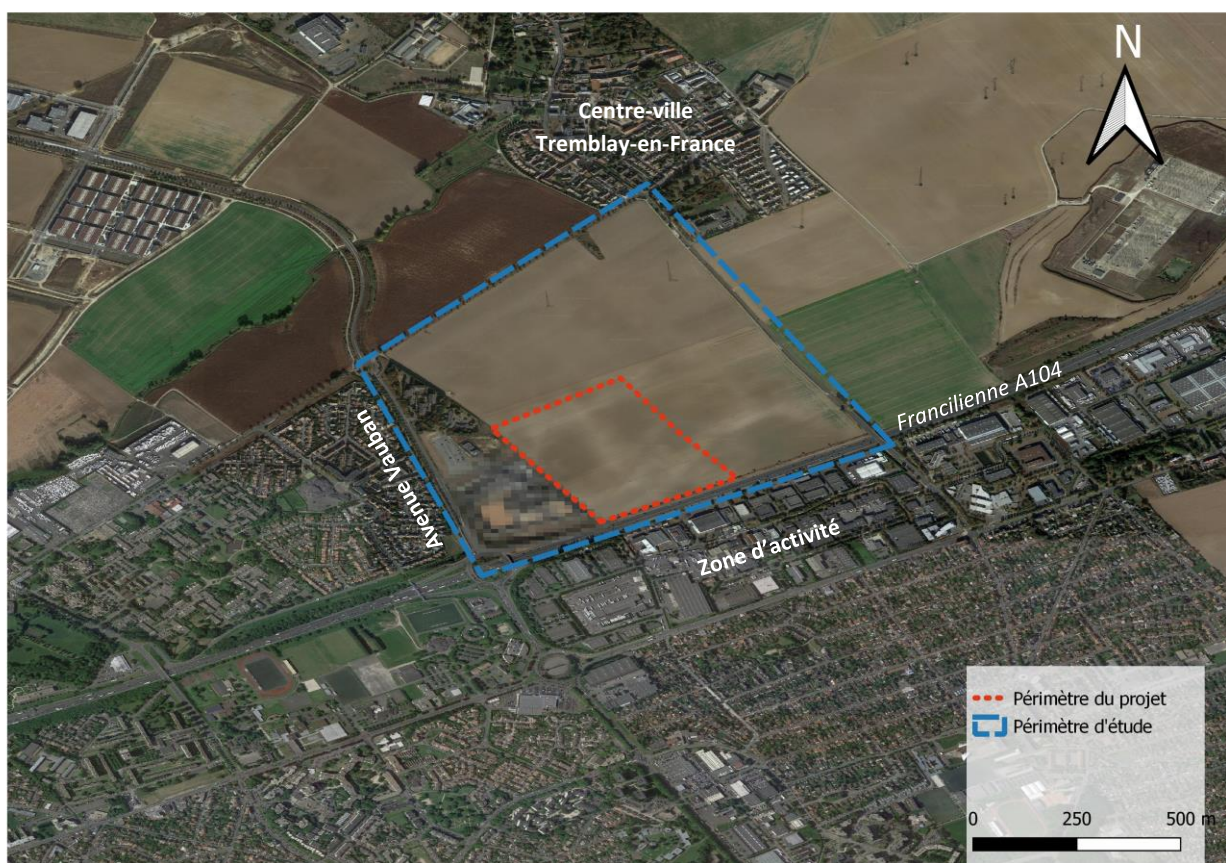 N
Centre-ville
Tremblay-en-France
Francilienne A104
Avenue Vauban
Zone d'activité
Périmètre du projet
Périmètre d'étude
0 250 500 m